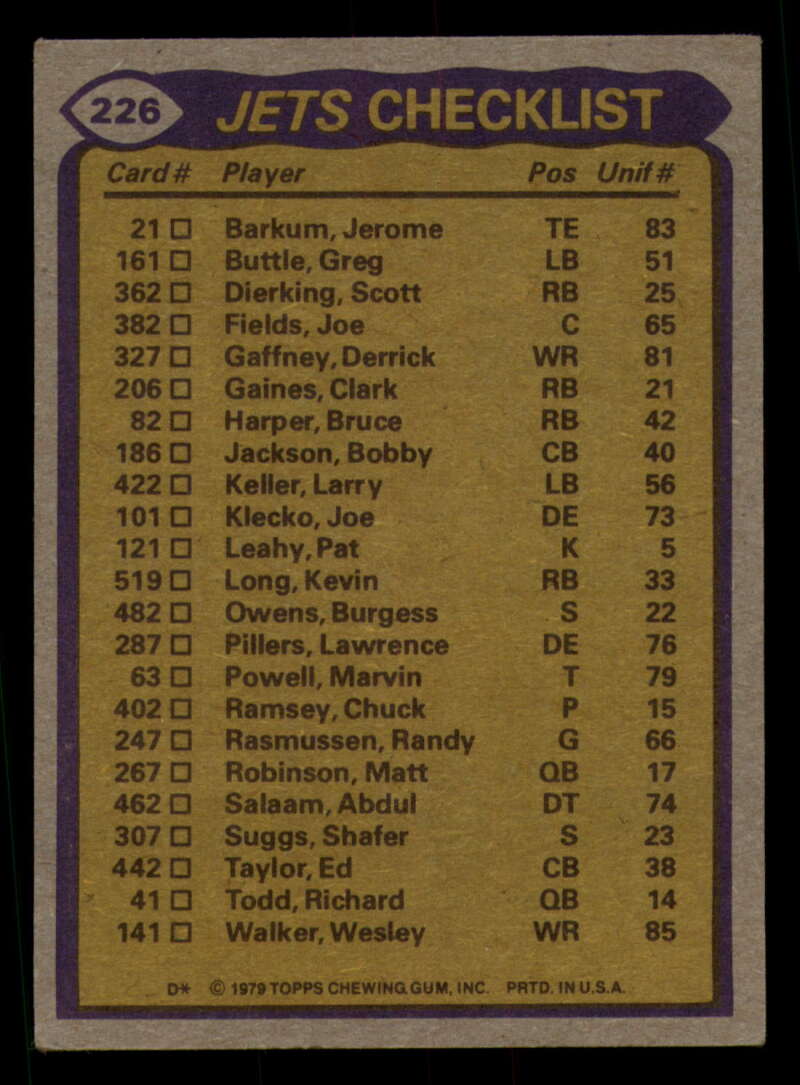 226 JETS CHECKLIST
Card # Player Pos Unif #
21 □ Barkum, Jerome TE 83
161 □ Buttle, Greg LB 51
362 □ Dierking, Scott RB 25
382 □ Fields, Joe C 65
327 □ Gaffney, Derrick WR 81
206 □ Gaines, Clark RB 21
82 □ Harper, Bruce RB 42
186 □ Jackson, Bobby CB 40
422 □ Keller, Larry LB 56
101 □ Klecko, Joe DE 73
121 □ Leahy, Pat K 5
519 □ Long, Kevin RB 33
482 □ Owens, Burgess S 22
287 □ Pillers, Lawrence DE 76
63 □ Powell, Marvin T 79
402 □ Ramsey, Chuck P 15
247 □ Rasmussen, Randy G 66
267 □ Robinson, Matt QB 17
462 □ Salaam, Abdul DT 74
307 □ Suggs, Shafer S 23
442 □ Taylor, Ed CB 38
41 □ Todd, Richard QB 14
141 □ Walker, Wesley WR 85
D* © 1979 TOPPS CHEWING GUM, INC. PRTD. IN U.S.A.